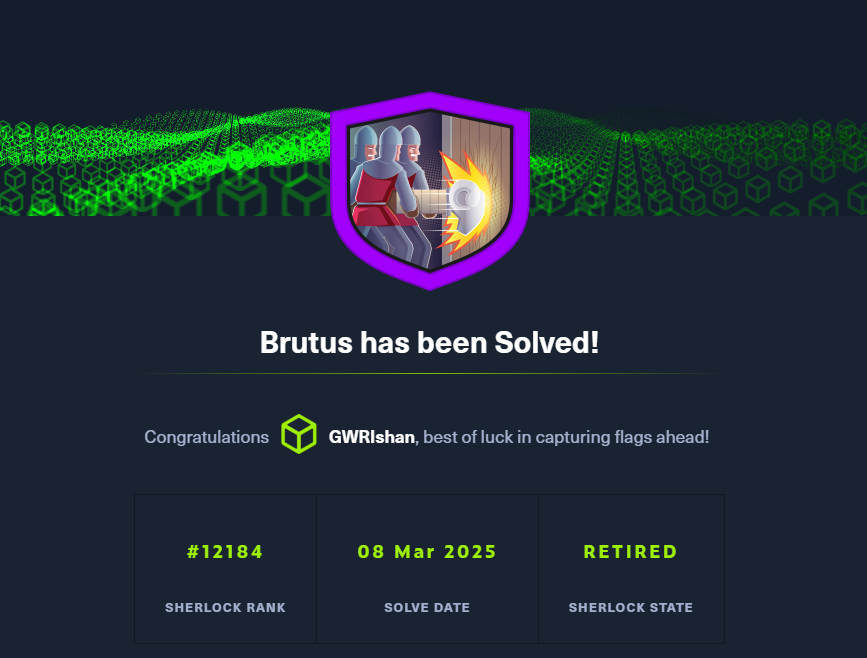 Brutus has been Solved!
Congratulations GWRIshan, best of luck in capturing flags ahead!
#12184 08 Mar 2025 RETIRED
SHERLOCK RANK SOLVE DATE SHERLOCK STATE